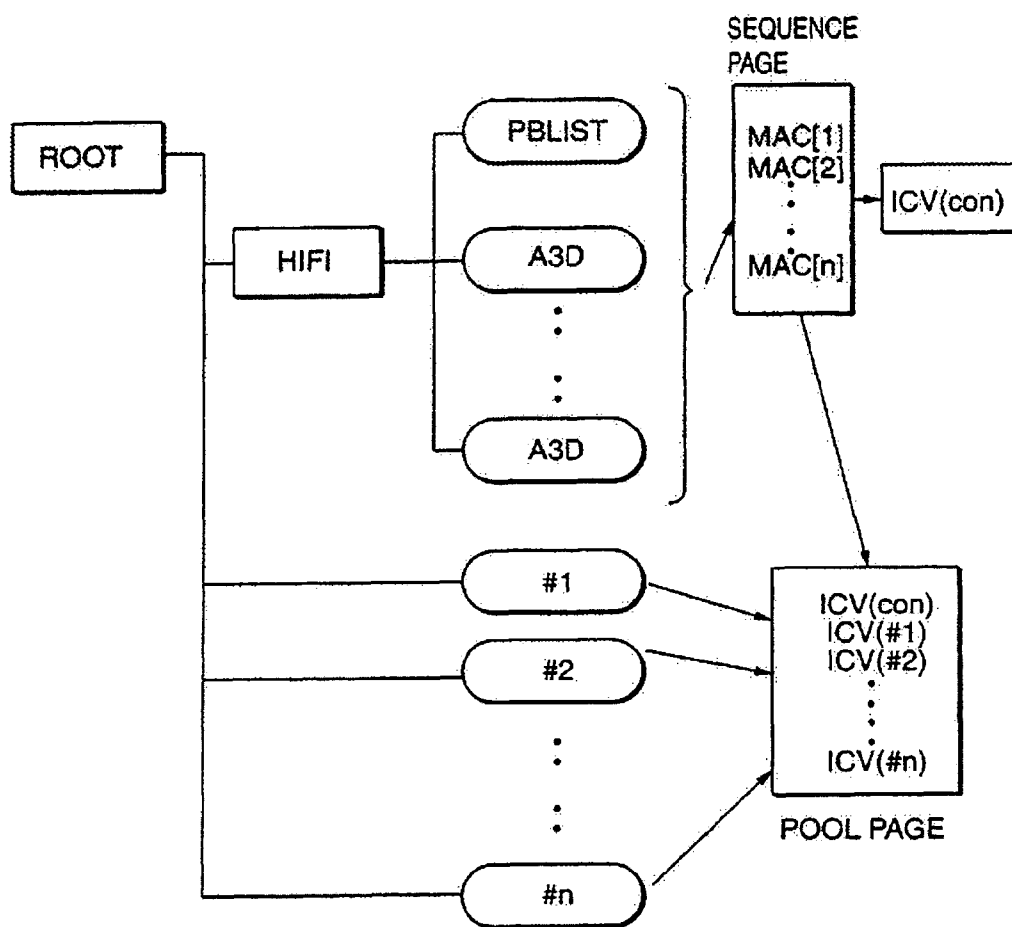 SEQUENCE
PAGE
ROOT
HIFI
PBLIST
A3D
A3D
MAC[1]
MAC[2]
MAC[n]
ICV(con)
#1
#2
#n
ICV(con)
ICV(#1)
ICV(#2)
ICV(#n)
POOL PAGE